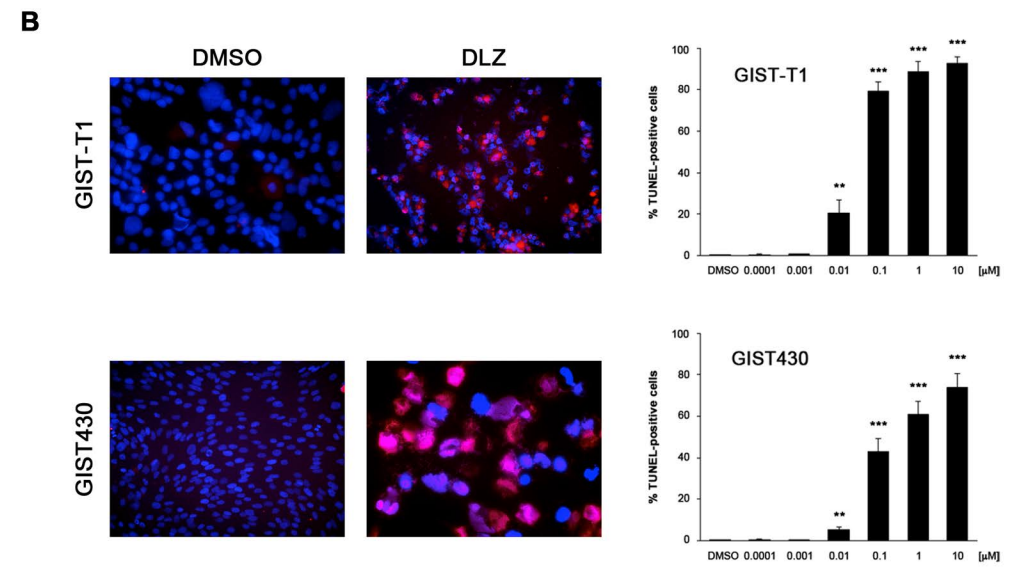 B
DMSO
DLZ
GIST-T1
GIST-T1
% TUNEL-positive cells
100
80
60
40
20
0
**
***
***
***
DMSO 0.0001 0.001 0.01 0.1 1 10 [µM]
GIST430
GIST430
% TUNEL-positive cells
100
80
60
40
20
0
**
***
***
***
DMSO 0.0001 0.001 0.01 0.1 1 10 [µM]